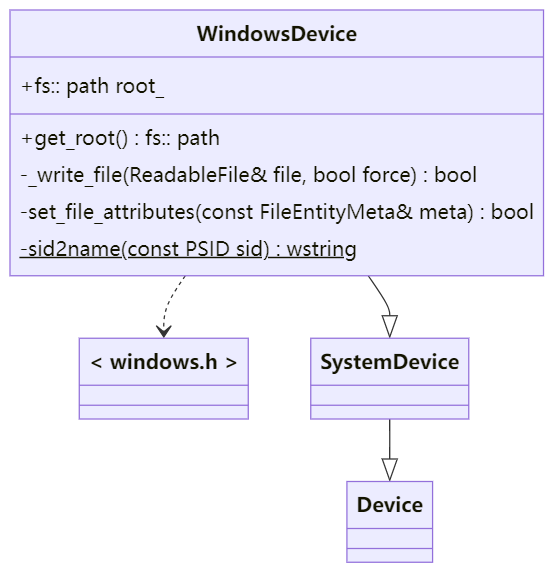 WindowsDevice
+fs:: path root_
+get_root() : fs:: path
-_write_file(ReadableFile& file, bool force) : bool
-set_file_attributes(const FileEntityMeta& meta) : bool
-sid2name(const PSID sid) : wstring
< windows.h >
SystemDevice
Device